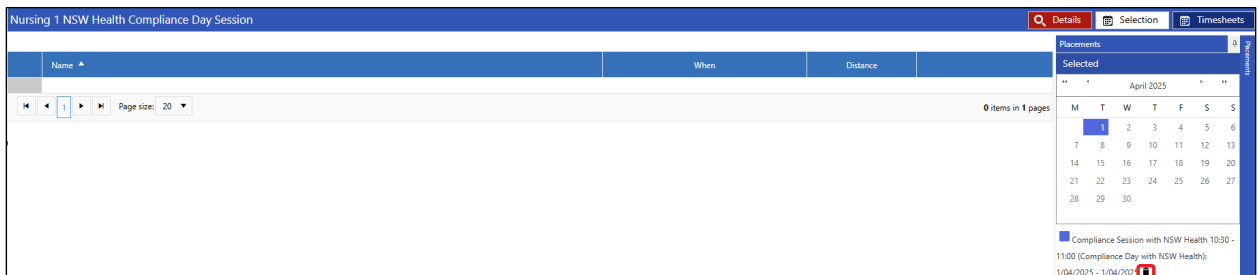 Nursing 1 NSW Health Compliance Day Session
Details
Selection
Timesheets
Placements
Placements
Selected
Name
When
Distance
1
Page size: 20
0 items in 1 pages
April 2025
M T W T F S S
1 2 3 4 5 6
7 8 9 10 11 12 13
14 15 16 17 18 19 20
21 22 23 24 25 26 27
28 29 30
Compliance Session with NSW Health 10:30 -
11:00 (Compliance Day with NSW Health):
1/04/2025 - 1/04/2025